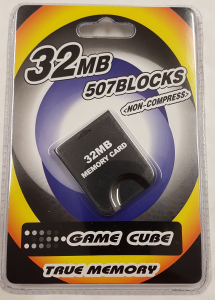 32MB
507BLOCKS
<NON-COMPRESS>
32MB
MEMORY CARD
GAME CUBE
TRUE MEMORY